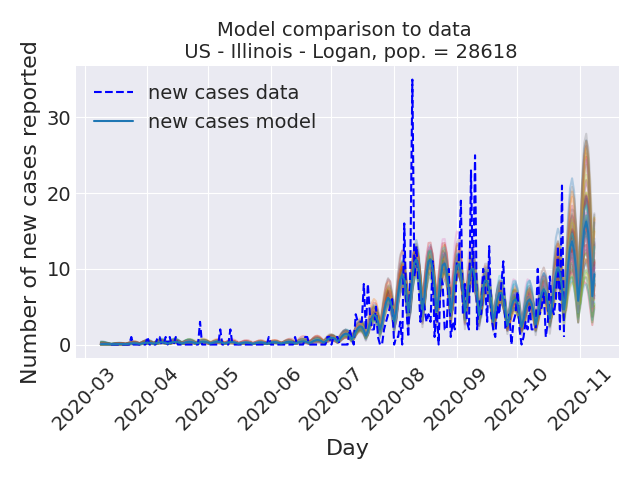 Model comparison to data
US - Illinois - Logan, pop. = 28618
new cases data
new cases model
Number of new cases reported
30
20
10
0
2020-03
2020-04
2020-05
2020-06
2020-07
2020-08
2020-09
2020-10
2020-11
Day